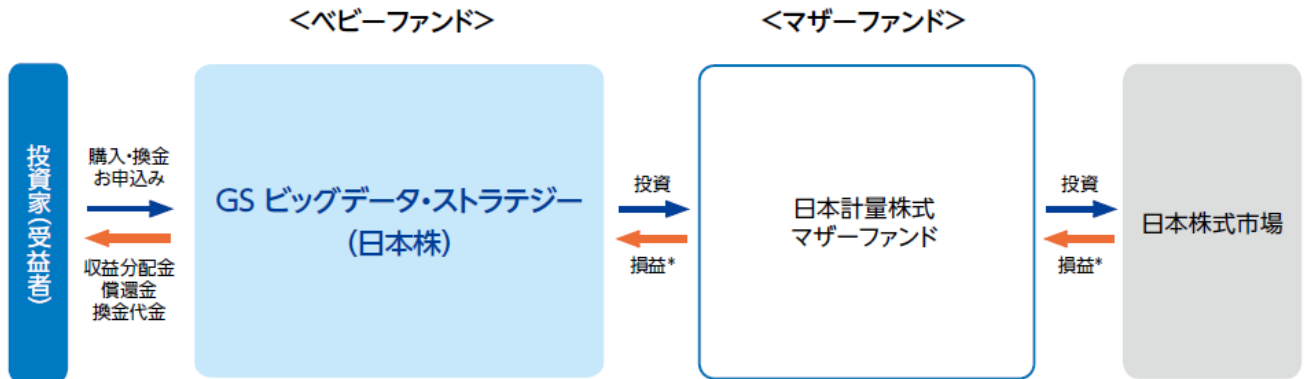 <ベビーファンド>
<マザーファンド>
投資家(受益者)
購入・換金
お申込み
収益分配金
償還金
換金代金
GS ビッグデータ・ストラテジー
(日本株)
投資
損益*
日本計量株式
マザーファンド
投資
損益*
日本株式市場